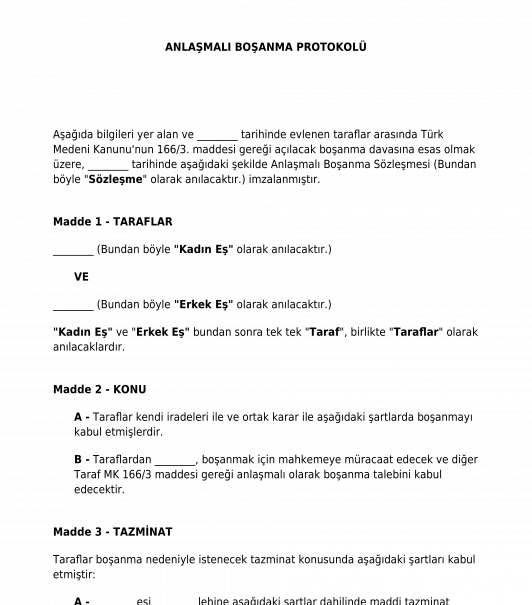 ANLAŞMALI BOŞANMA PROTOKOLÜ
Aşağıda bilgileri yer alan ve ________ tarihinde evlenen taraflar arasında Türk
Medeni Kanunu'nun 166/3. maddesi gereği açılacak boşanma davasına esas olmak
üzere, ________ tarihinde aşağıdaki şekilde Anlaşmalı Boşanma Sözleşmesi (Bundan
böyle "Sözleşme" olarak anılacaktır.) imzalanmıştır.
Madde 1 - TARAFLAR
________ (Bundan böyle "Kadın Eş" olarak anılacaktır.)
VE
________ (Bundan böyle "Erkek Eş" olarak anılacaktır.)
"Kadın Eş" ve "Erkek Eş" bundan sonra tek tek "Taraf", birlikte "Taraflar" olarak
anılacaklardır.
Madde 2 - KONU
A - Taraflar kendi iradeleri ile ve ortak karar ile aşağıdaki şartlarda boşanmayı
kabul etmişlerdir.
B - Taraflardan ________, boşanmak için mahkemeye müracaat edecek ve diğer
Taraf MK 166/3 maddesi gereği anlaşmalı olarak boşanma talebini kabul
edecektir.
Madde 3 - TAZMİNAT
Taraflar boşanma nedeniyle istenecek tazminat konusunda aşağıdaki şartları kabul
etmiştir:
A - ________ eşi ________ lehine aşağıdaki şartlar dahilinde maddi tazminat